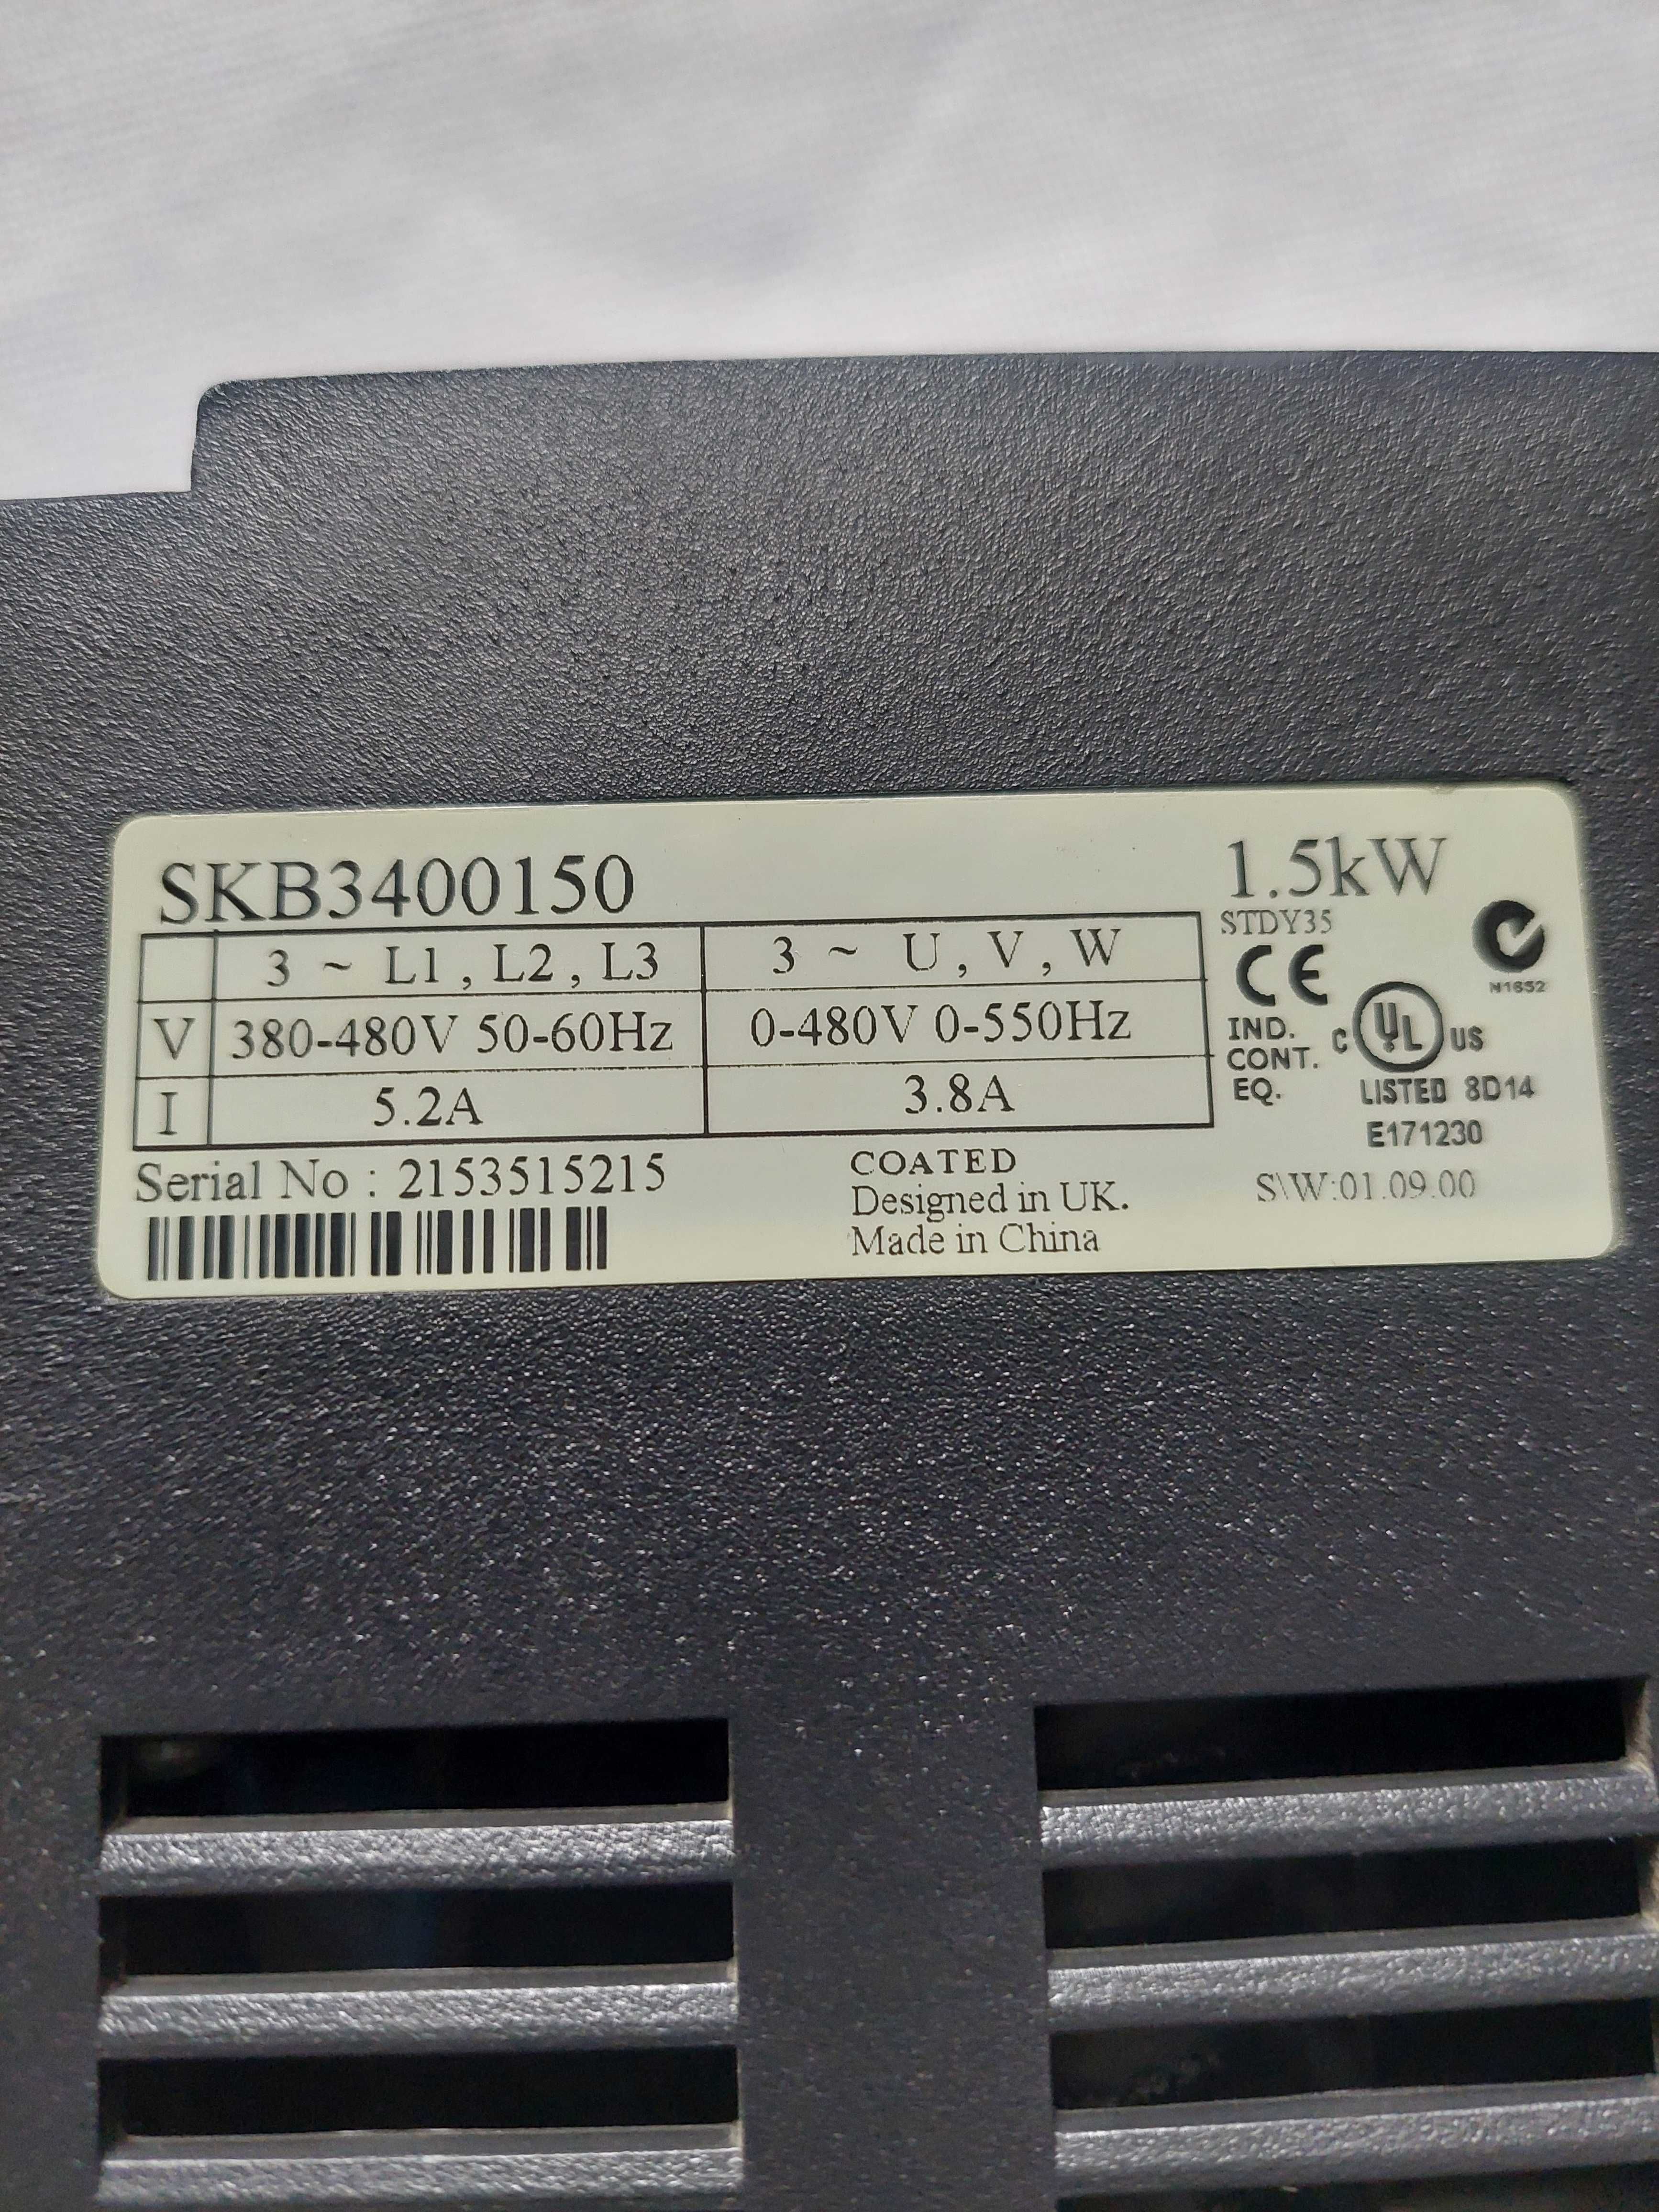 SKB3400150 1.5kW
STDY35
3 ~ L1, L2, L3 3 ~ U, V, W
V 380-480V 50-60Hz 0-480V 0-550Hz
I 5.2A 3.8A
CE
N1652
IND.
CONT.
EQ.
C UL US
LISTED 8D14
E171230
Serial No : 2153515215
COATED
Designed in UK.
Made in China
S\W:01.09.00